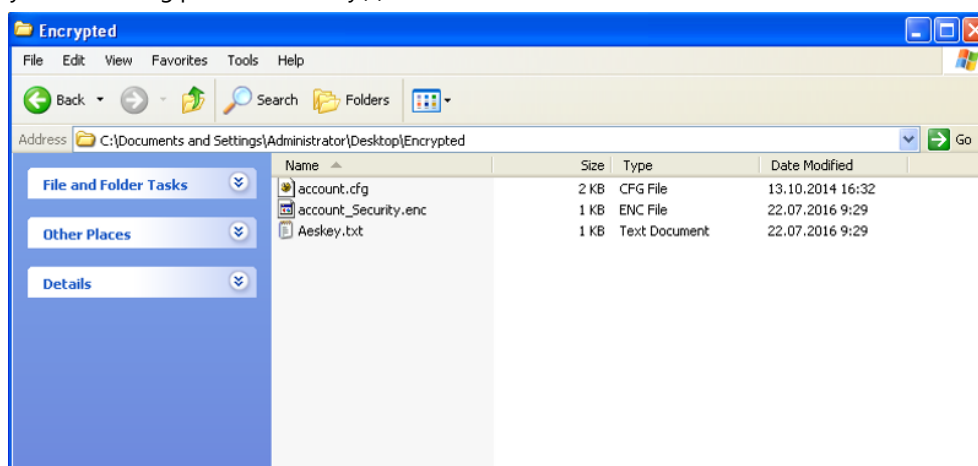 Encrypted
File Edit View Favorites Tools Help
Back Search Folders
Address C:\Documents and Settings\Administrator\Desktop\Encrypted Go
Name Size Type Date Modified
File and Folder Tasks
account.cfg 2 KB CFG File 13.10.2014 16:32
account_Security.enc 1 KB ENC File 22.07.2016 9:29
Other Places
Aeskey.txt 1 KB Text Document 22.07.2016 9:29
Details